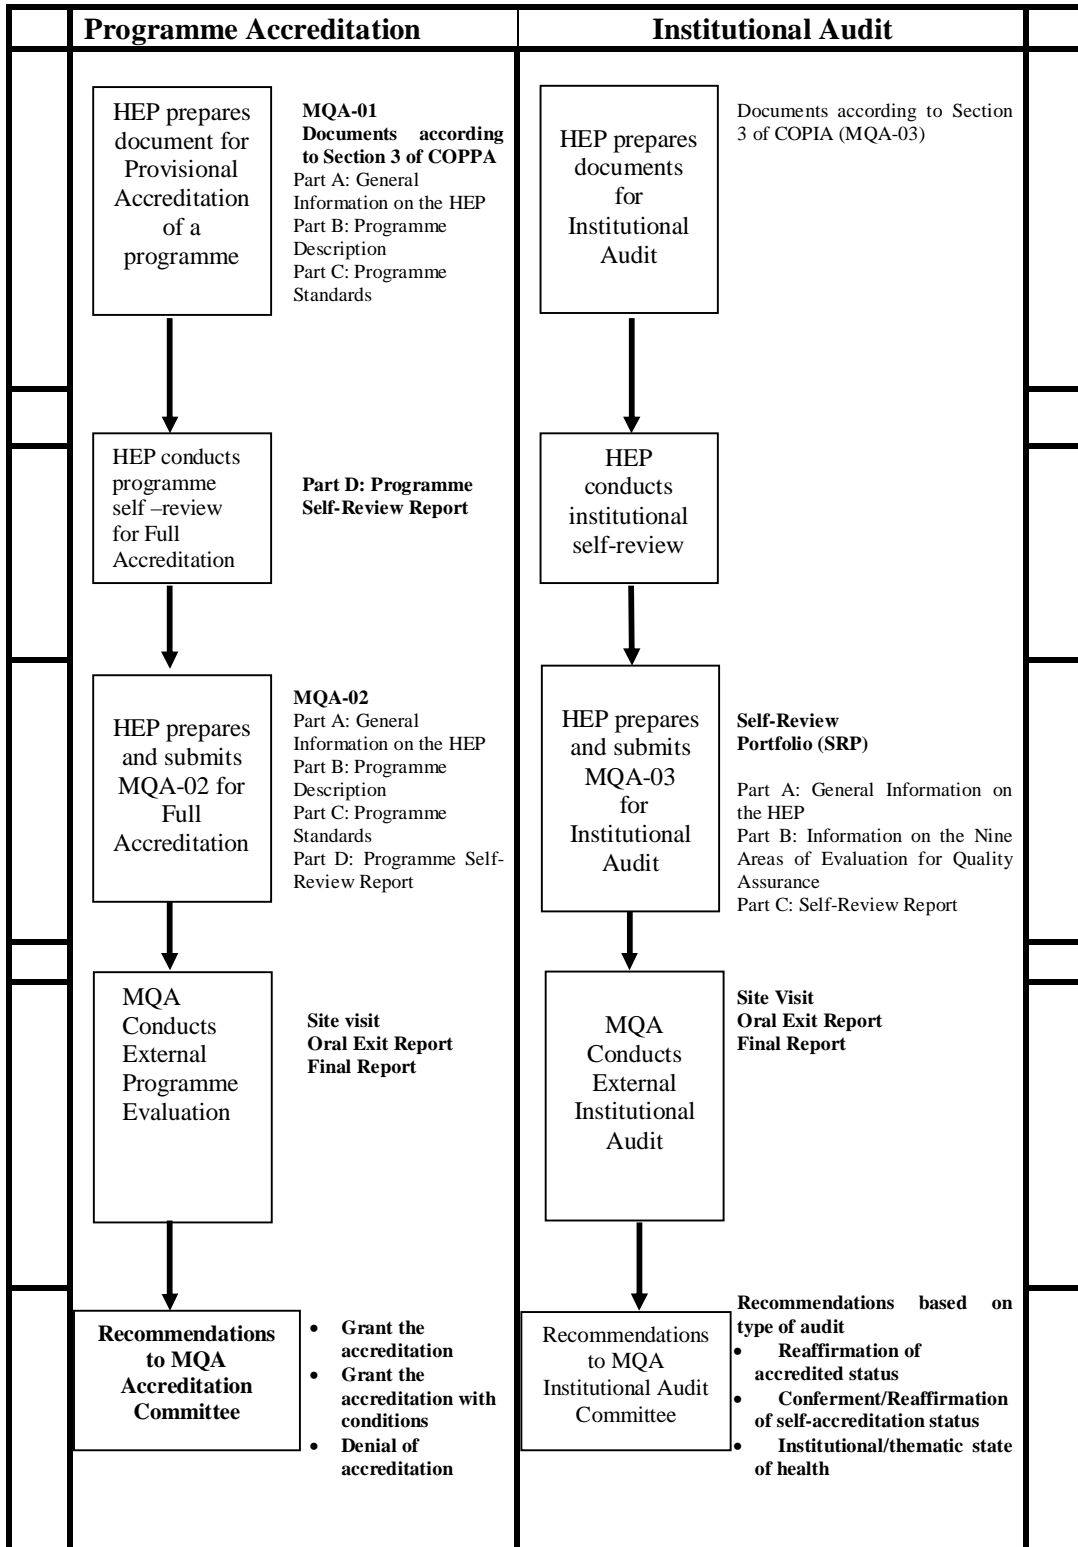 Programme Accreditation
Institutional Audit
HEP prepares
document for
Provisional
Accreditation
of a
programme
MQA-01
Documents according
to Section 3 of COPPA
Part A: General
Information on the HEP
Part B: Programme
Description
Part C: Programme
Standards
HEP prepares
documents
for
Institutional
Audit
Documents according to Section
3 of COPIA (MQA-03)
HEP conducts
programme
self –review
for Full
Accreditation
Part D: Programme
Self-Review Report
HEP
conducts
institutional
self-review
HEP prepares
and submits
MQA-02 for
Full
Accreditation
MQA-02
Part A: General
Information on the HEP
Part B: Programme
Description
Part C: Programme
Standards
Part D: Programme Self-
Review Report
HEP prepares
and submits
MQA-03
for
Institutional
Audit
Self-Review
Portfolio (SRP)
Part A: General Information on
the HEP
Part B: Information on the Nine
Areas of Evaluation for Quality
Assurance
Part C: Self-Review Report
MQA
Conducts
External
Programme
Evaluation
Site visit
Oral Exit Report
Final Report
MQA
Conducts
External
Institutional
Audit
Site Visit
Oral Exit Report
Final Report
Recommendations
to MQA
Accreditation
Committee
• Grant the
accreditation
• Grant the
accreditation with
conditions
• Denial of
accreditation
Recommendations
to MQA
Institutional Audit
Committee
Recommendations based on
type of audit
• Reaffirmation of
accredited status
• Conferment/Reaffirmation
of self-accreditation status
• Institutional/thematic state
of health